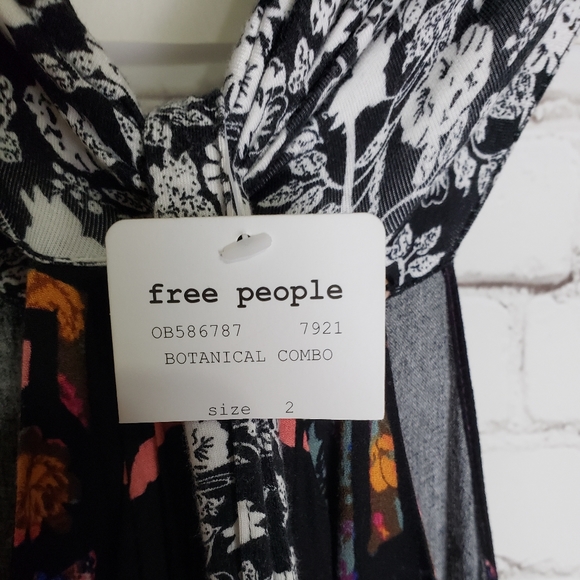 free people
OB586787 7921
BOTANICAL COMBO
size 2